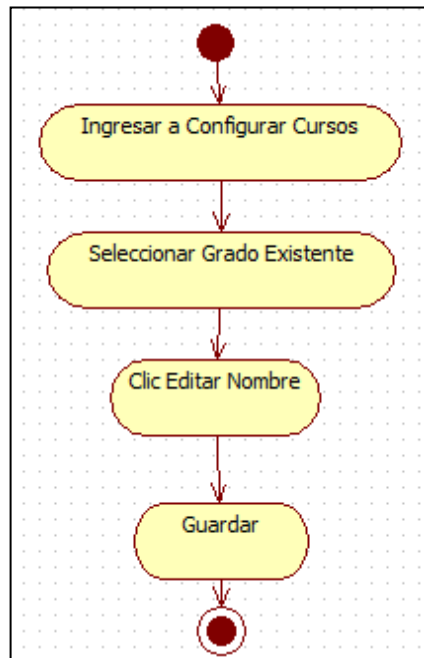 Ingresar a Configurar Cursos
Seleccionar Grado Existente
Clic Editar Nombre
Guardar